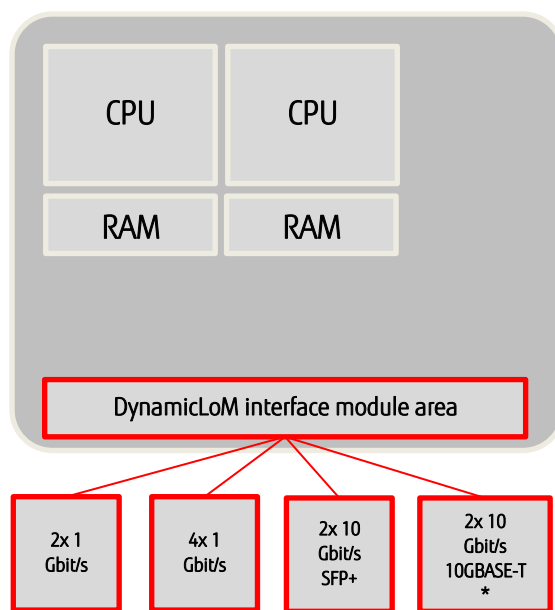 CPU CPU
RAM RAM
DynamicLoM interface module area
2x 1
Gbit/s
4x 1
Gbit/s
2x 10
Gbit/s
SFP+
2x 10
Gbit/s
10GBASE-T
*